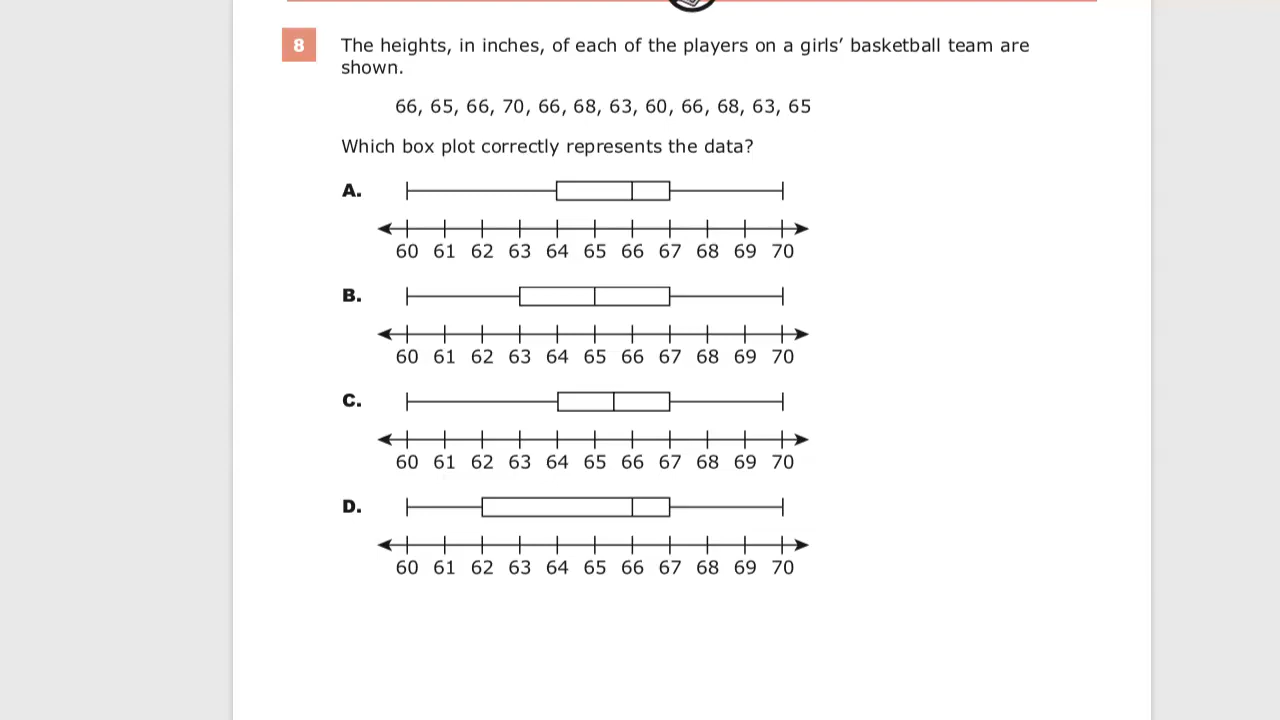 8
The heights, in inches, of each of the players on a girls’ basketball team are
shown.
66, 65, 66, 70, 66, 68, 63, 60, 66, 68, 63, 65
Which box plot correctly represents the data?
A.
60 61 62 63 64 65 66 67 68 69 70
B.
60 61 62 63 64 65 66 67 68 69 70
C.
60 61 62 63 64 65 66 67 68 69 70
D.
60 61 62 63 64 65 66 67 68 69 70